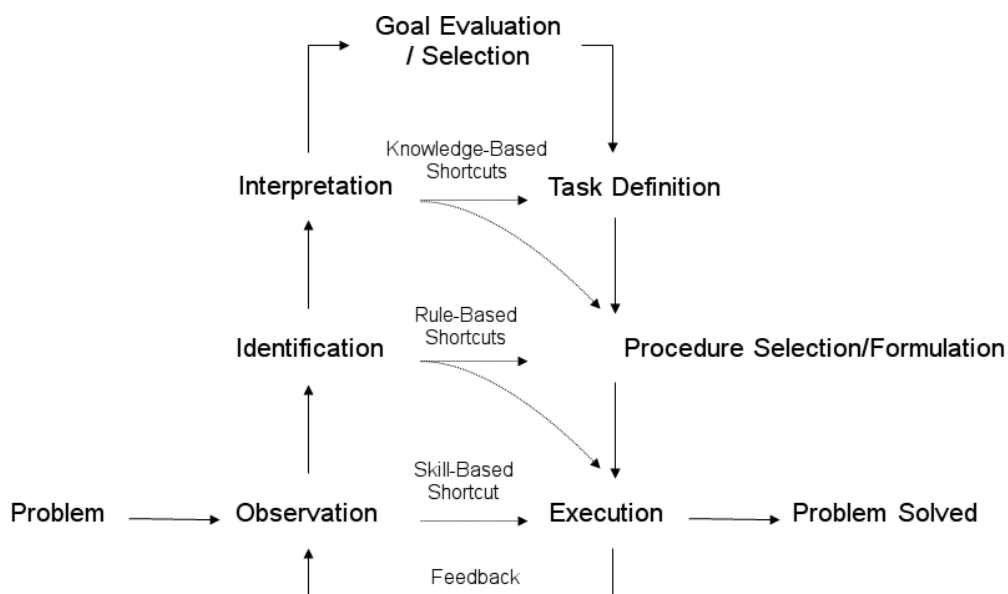 Goal Evaluation
/ Selection
Knowledge-Based
Shortcuts
Interpretation
Task Definition
Rule-Based
Shortcuts
Identification
Procedure Selection/Formulation
Skill-Based
Shortcut
Problem
Observation
Execution
Problem Solved
Feedback